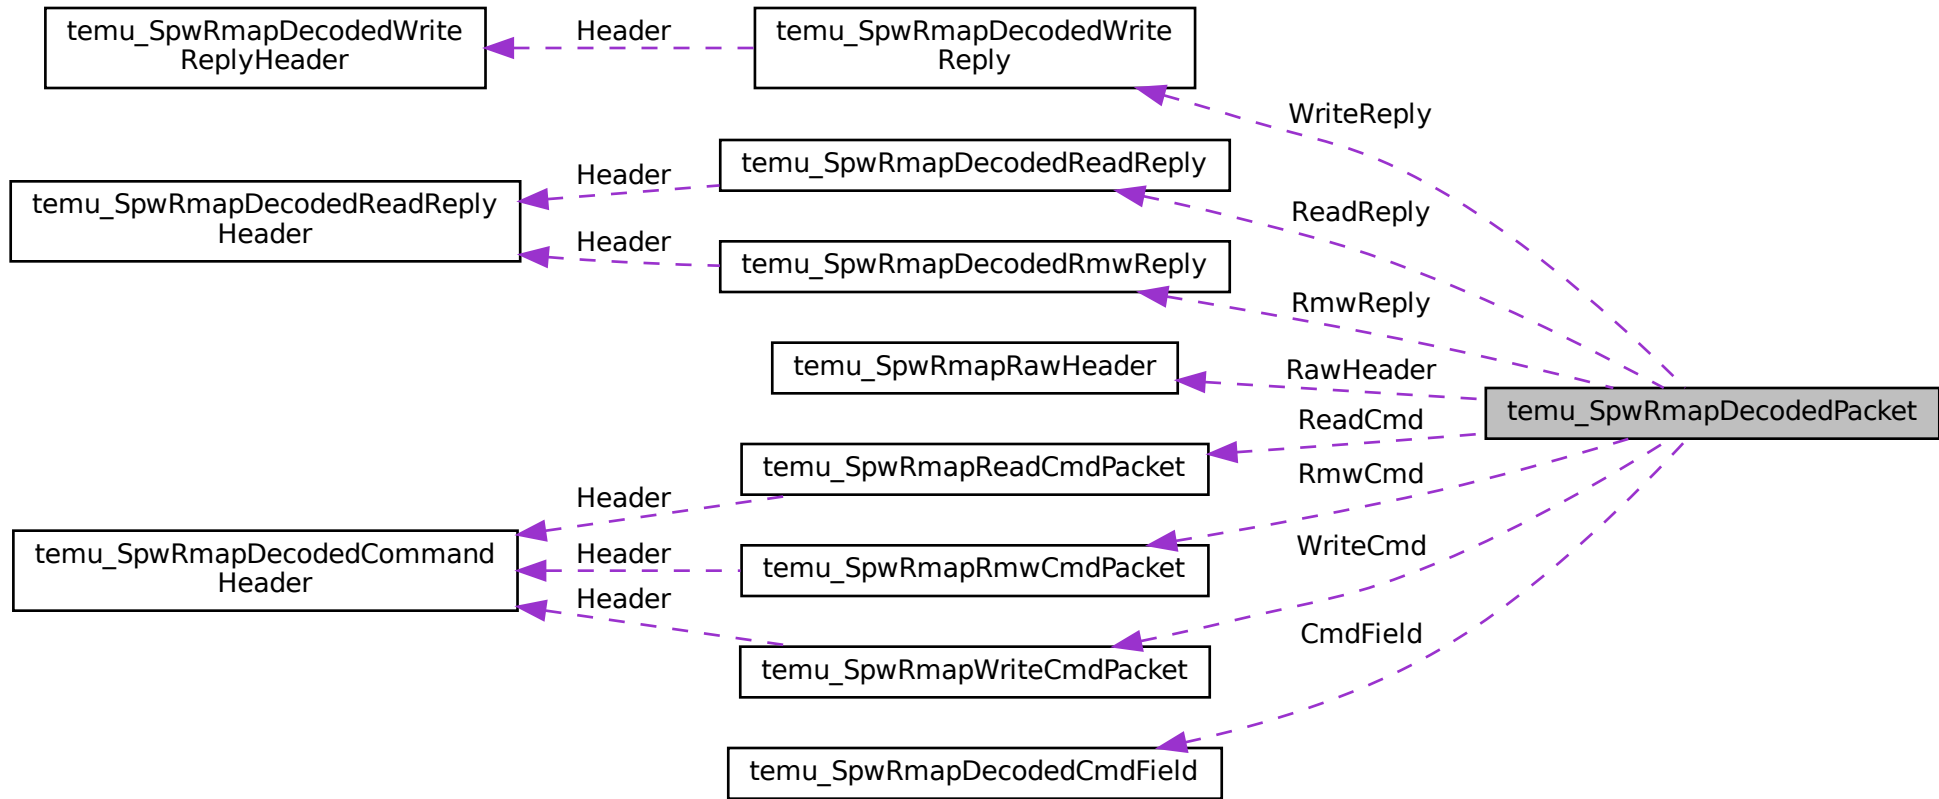 temu_SpwRmapDecodedWrite
ReplyHeader
Header
temu_SpwRmapDecodedWrite
Reply
WriteReply
temu_SpwRmapDecodedReadReply
Header
Header
temu_SpwRmapDecodedReadReply
ReadReply
Header
temu_SpwRmapDecodedRmwReply
RmwReply
temu_SpwRmapRawHeader
RawHeader
temu_SpwRmapDecodedPacket
ReadCmd
temu_SpwRmapReadCmdPacket
RmwCmd
Header
temu_SpwRmapDecodedCommand
Header
Header
temu_SpwRmapRmwCmdPacket
WriteCmd
Header
temu_SpwRmapWriteCmdPacket
CmdField
temu_SpwRmapDecodedCmdField